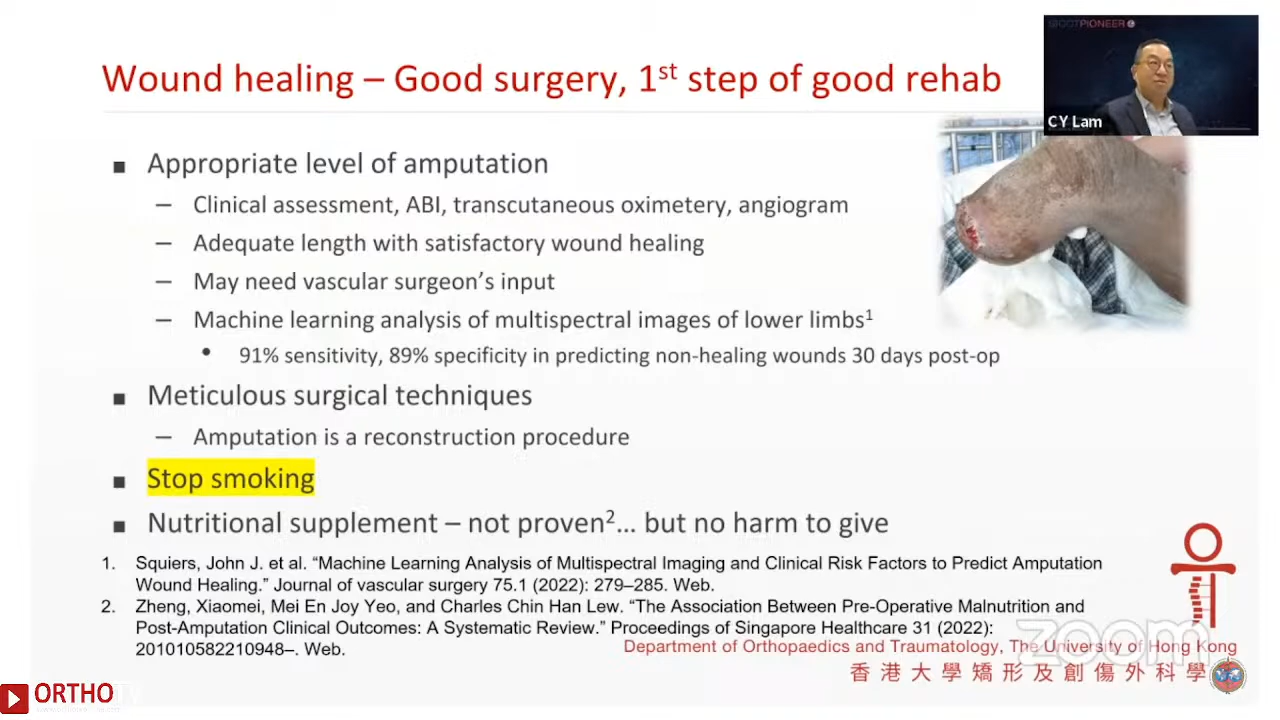 Wound healing – Good surgery, 1st step of good rehab
FOOTPIONEER
CY Lam
■ Appropriate level of amputation
– Clinical assessment, ABI, transcutaneous oximetery, angiogram
– Adequate length with satisfactory wound healing
– May need vascular surgeon's input
– Machine learning analysis of multispectral images of lower limbs1
• 91% sensitivity, 89% specificity in predicting non-healing wounds 30 days post-op
■ Meticulous surgical techniques
– Amputation is a reconstruction procedure
■ Stop smoking
■ Nutritional supplement – not proven2... but no harm to give
1. Squiers, John J. et al. “Machine Learning Analysis of Multispectral Imaging and Clinical Risk Factors to Predict Amputation
Wound Healing.” Journal of vascular surgery 75.1 (2022): 279–285. Web.
2. Zheng, Xiaomei, Mei En Joy Yeo, and Charles Chin Han Lew. “The Association Between Pre-Operative Malnutrition and
Post-Amputation Clinical Outcomes: A Systematic Review.” Proceedings of Singapore Healthcare 31 (2022):
201010582210948–. Web.
zoom
Department of Orthopaedics and Traumatology, The University of Hong Kong
香港大學矯形及創傷外科學
ORTHOTV